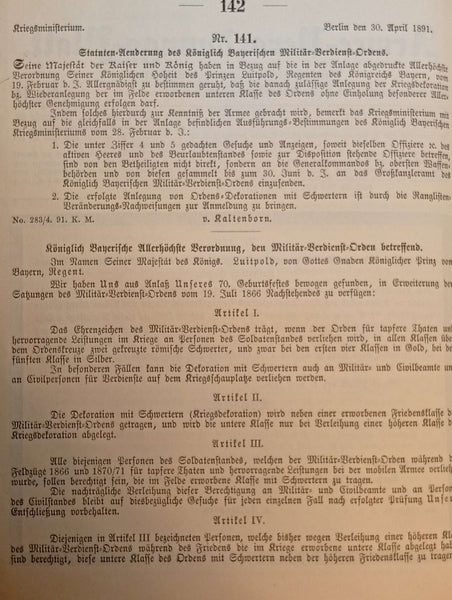 — 142 —
Kriegsministerium. Berlin den 30. April 1891.
Nr. 141.
Statuten-Aenderung des Königlich Bayerischen Militär-Verdienst-Ordens.
Seine Majestät der Kaiser und König haben in Bezug auf die in der Anlage abgedruckte Allerhöchste
Verordnung Seiner Königlichen Hoheit des Prinzen Luitpold, Regenten des Königreichs Bayern, vom
19. Februar d. J. Allergnädigst zu bestimmen geruht, daß die danach zulässige Anlegung der Kriegsdekoration
bz. Wiederanlegung der im Felde erworbenen unteren Klasse des Ordens ohne Einholung besonderer Aller-
höchster Genehmigung erfolgen darf.
Indem solches hierdurch zur Kenntniß der Armee gebracht wird, bemerkt das Kriegsministerium mit
Bezug auf die gleichfalls in der Anlage befindlichen Ausführungs-Bestimmungen des Königlich Bayerischen
Kriegsministeriums vom 28. Februar d. J.:
1. Die unter Ziffer 4 und 5 gedachten Gesuche und Anzeigen, soweit dieselben Offiziere ꝛc. des
aktiven Heeres und des Beurlaubtenstandes sowie zur Disposition stehende Offiziere betreffen,
sind von den Betheiligten nicht direkt, sondern an die Generalkommandos bz. obersten Waffen-
behörden und von diesen gesammelt bis zum 30. Juni d. J. an das Großkanzleramt des
Königlich Bayerischen Militär-Verdienst-Ordens einzusenden.
2. Die erfolgte Anlegung von Ordens-Dekorationen mit Schwertern ist durch die Ranglisten-
Veränderungs-Nachweisungen zur Anmeldung zu bringen.
No. 283/4. 91. K. M. v. Kaltenborn.
Königlich Bayerische Allerhöchste Verordnung, den Militär-Verdienst-Orden betreffend.
Im Namen Seiner Majestät des Königs. Luitpold, von Gottes Gnaden Königlicher Prinz von
Bayern, Regent.
Wir haben Uns aus Anlaß Unseres 70. Geburtsfestes bewogen gefunden, in Erweiterung der
Satzungen des Militär-Verdienst-Ordens vom 19. Juli 1866 Nachstehendes zu verfügen:
Artikel I.
Das Ehrenzeichen des Militär-Verdienst-Ordens trägt, wenn der Orden für tapfere Thaten und
hervorragende Leistungen im Kriege an Personen des Soldatenstandes verliehen wird, in allen Klassen über
dem Ordenskreuze zwei gekreuzte römische Schwerter, und zwar bei den ersten vier Klassen in Gold, bei der
fünften Klasse in Silber.
In besonderen Fällen kann die Dekoration mit Schwertern auch an Militär- und Civilbeamte und
an Civilpersonen für Verdienste auf dem Kriegsschauplatze verliehen werden.
Artikel II.
Die Dekoration mit Schwertern (Kriegsdekoration) wird neben einer erworbenen Friedensklasse des
Militär-Verdienst-Ordens getragen, und wird die untere Klasse nur bei Verleihung einer höheren Klasse
Kriegsdekoration abgelegt.
Artikel III.
Alle diejenigen Personen des Soldatenstandes, welchen der Militär-Verdienst-Orden während der
Feldzüge 1866 und 1870/71 für tapfere Thaten und hervorragende Leistungen bei der mobilen Armee verliehen
wurde, sollen berechtigt sein, die im Felde erworbene Klasse mit Schwertern zu tragen.
Die nachträgliche Verleihung dieser Berechtigung an Militär- und Civilbeamte und an Personen
des Civilstandes bleibt auf diesbezügliche Gesuche für jeden einzelnen Fall nach erfolgter Prüfung Unserer
Entschließung vorbehalten.
Artikel IV.
Diejenigen in Artikel III bezeichneten Personen, welche bisher wegen Verleihung einer höheren Klasse
des Militär-Verdienst-Ordens während des Friedens die im Kriege erworbene untere Klasse abgelegt haben,
sind berechtigt, diese untere Klasse des Ordens mit Schwertern neben der höheren Friedensklasse